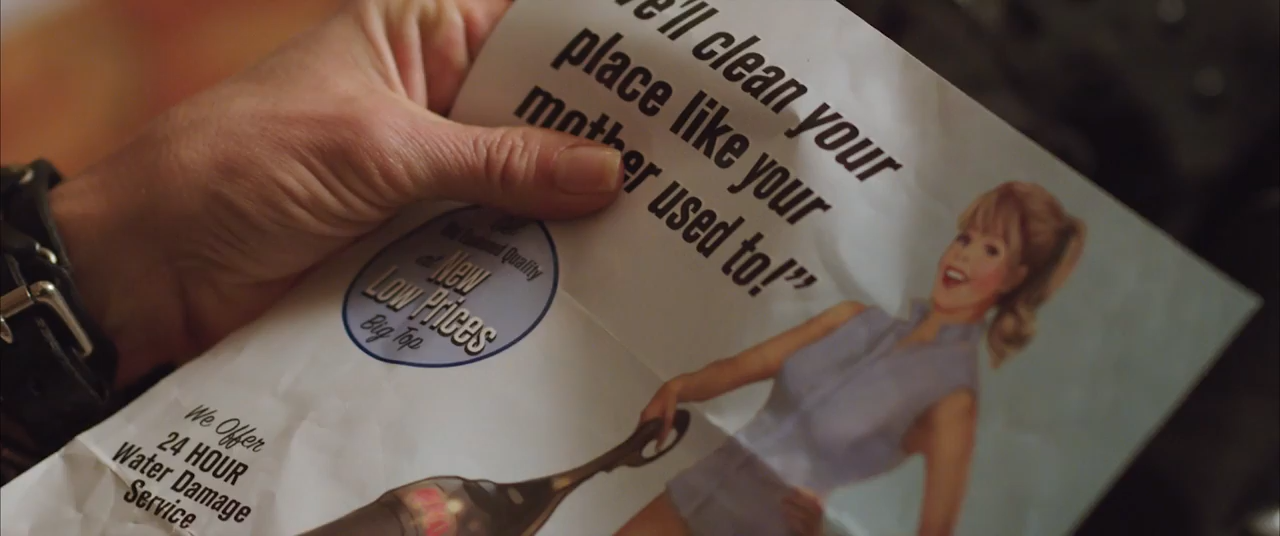 We'll clean your
place like your
mother used to!”
Quality
at New
Low Prices
Big Top
We Offer
24 HOUR
Water Damage
Service